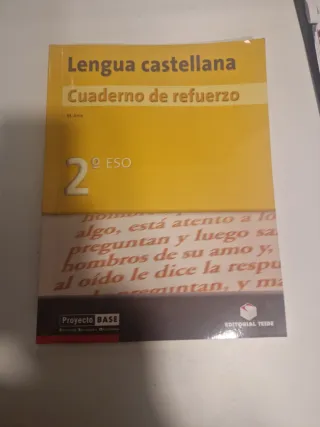 Lengua castellana
Cuaderno de refuerzo
2º ESO
algo, está atento a lo
preguntan y luego sa
hombres de su amo y,
al oído le dice la respu
Proyecto BASE
EDITORIAL TEIDE